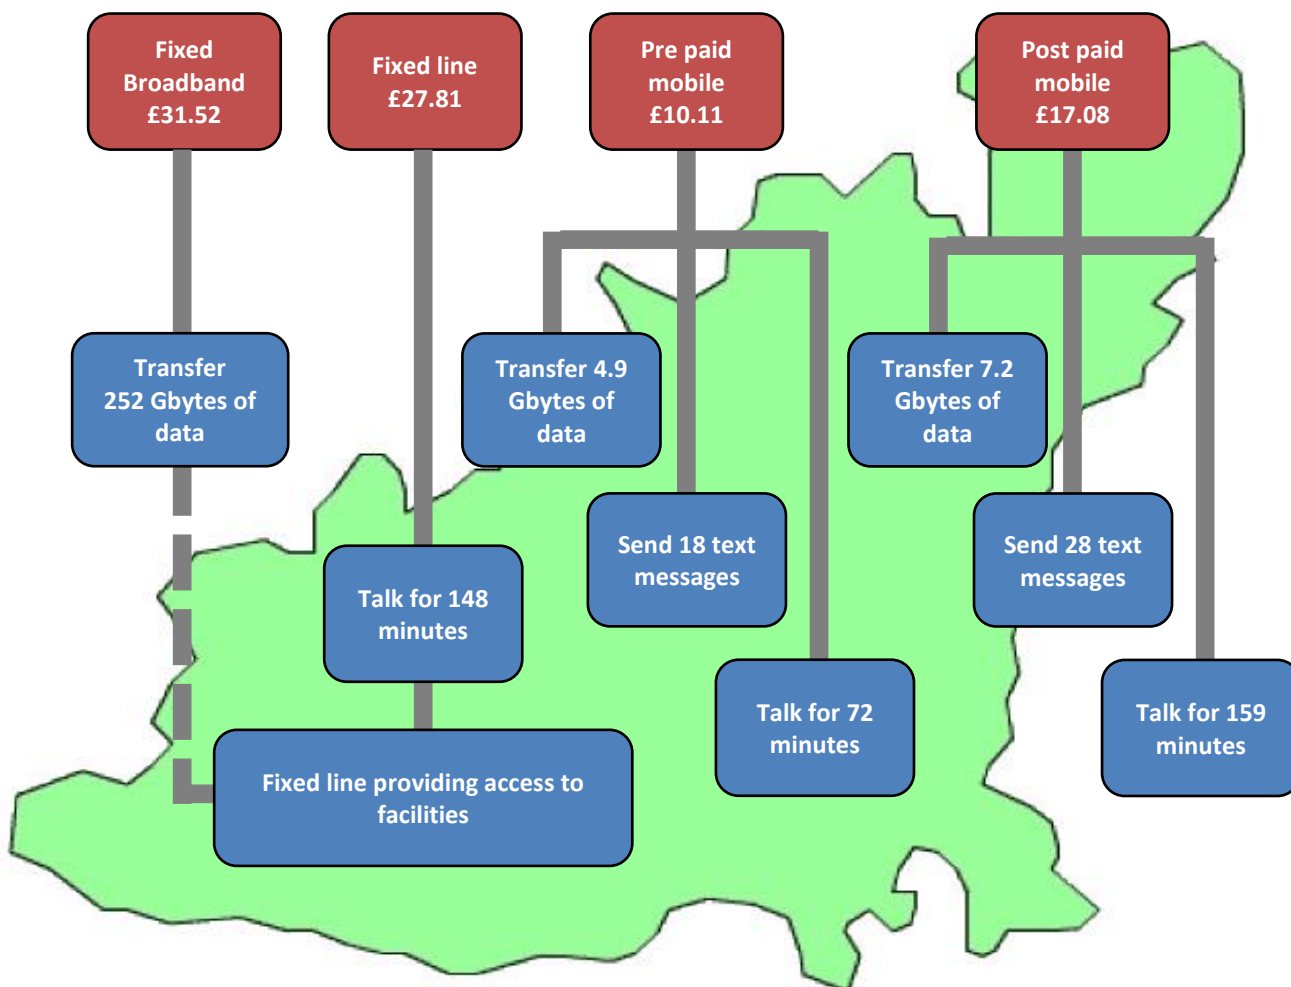 Fixed
Broadband
£31.52
Fixed line
£27.81
Pre paid
mobile
£10.11
Post paid
mobile
£17.08
Transfer
252 Gbytes of
data
Transfer 4.9
Gbytes of
data
Transfer 7.2
Gbytes of
data
Send 18 text
messages
Send 28 text
messages
Talk for 148
minutes
Talk for 72
minutes
Talk for 159
minutes
Fixed line providing access to
facilities